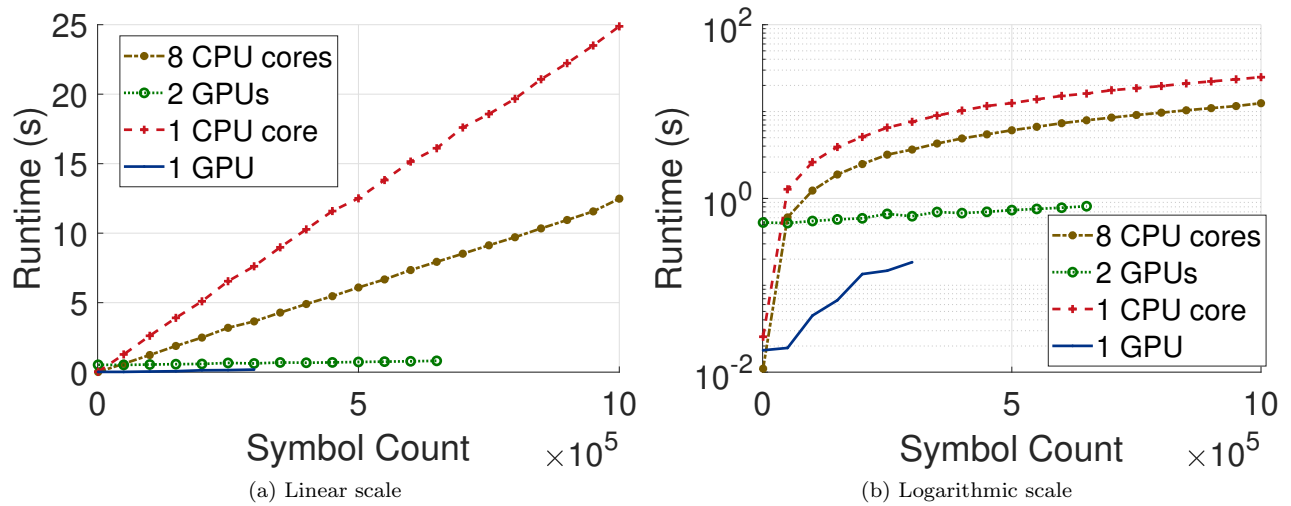 25
20
15
10
5
0
Runtime (s)
8 CPU cores
2 GPUs
1 CPU core
1 GPU
0
5
10
Symbol Count
×10^5
(a) Linear scale
10^2
10^0
10^-2
Runtime (s)
8 CPU cores
2 GPUs
1 CPU core
1 GPU
0
5
10
Symbol Count
×10^5
(b) Logarithmic scale